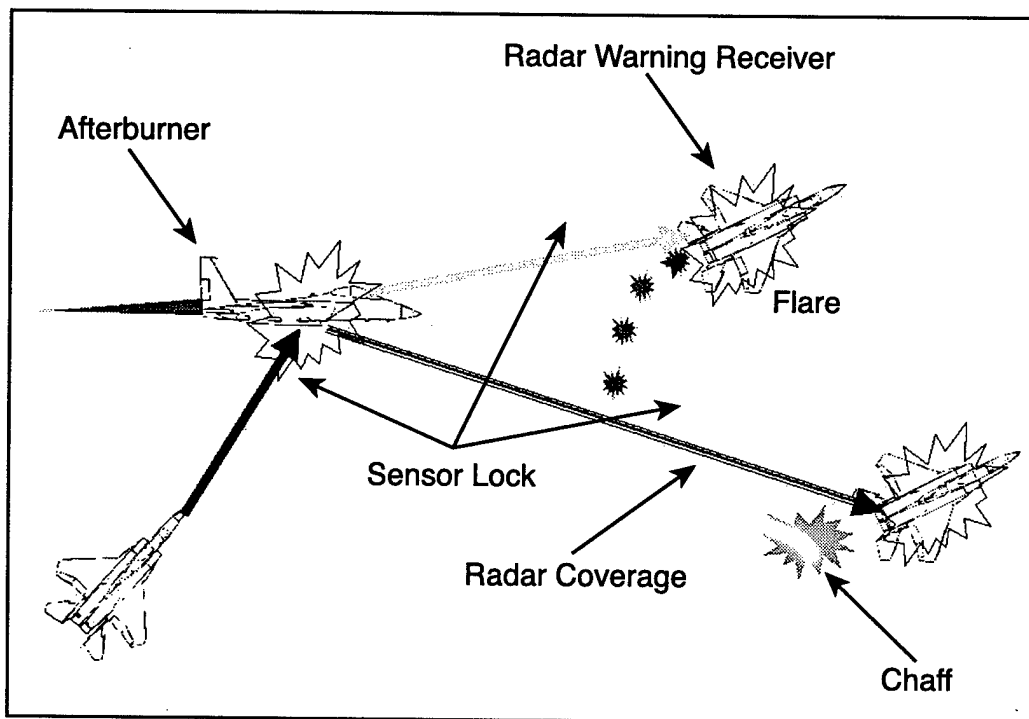 Radar Warning Receiver
Afterburner
Flare
Sensor Lock
Radar Coverage
Chaff